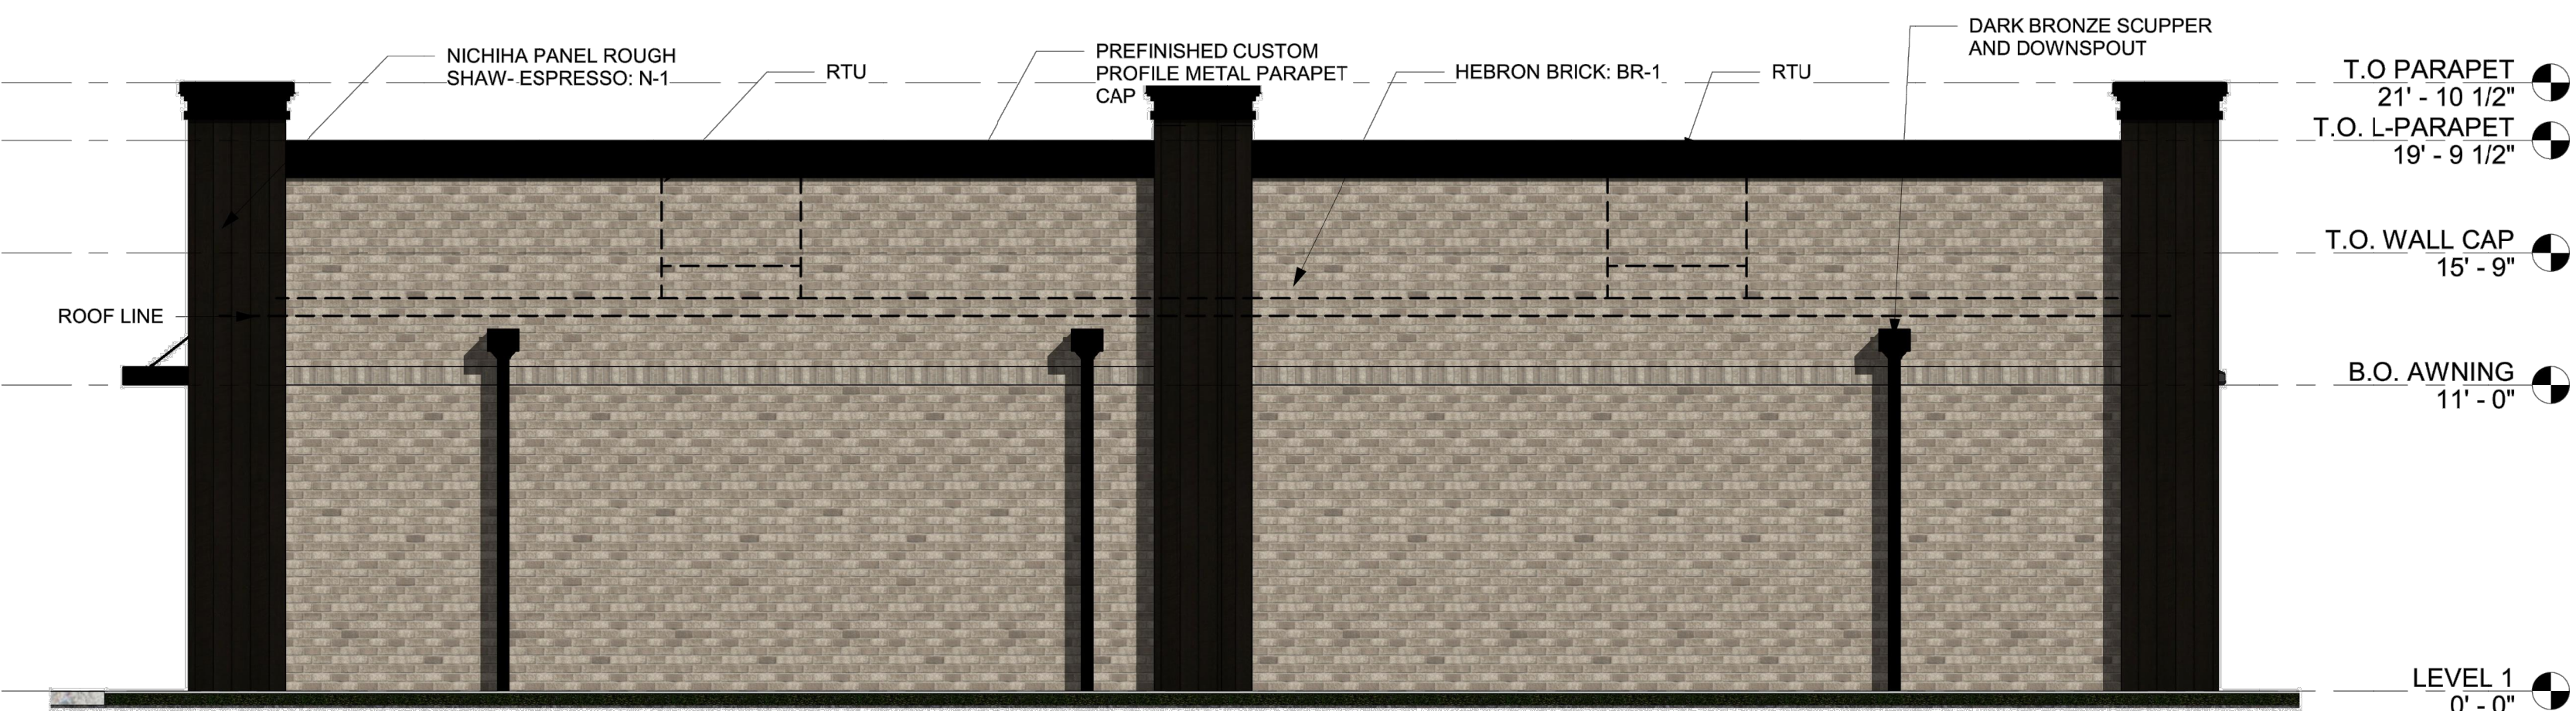 NICHIHA PANEL ROUGH
SHAW- ESPRESSO: N-1
RTU
PREFINISHED CUSTOM
PROFILE METAL PARAPET
CAP
HEBRON BRICK: BR-1
RTU
DARK BRONZE SCUPPER
AND DOWNSPOUT
T.O PARAPET
21' - 10 1/2"
T.O. L-PARAPET
19' - 9 1/2"
T.O. WALL CAP
15' - 9"
ROOF LINE
B.O. AWNING
11' - 0"
LEVEL 1
0' - 0"